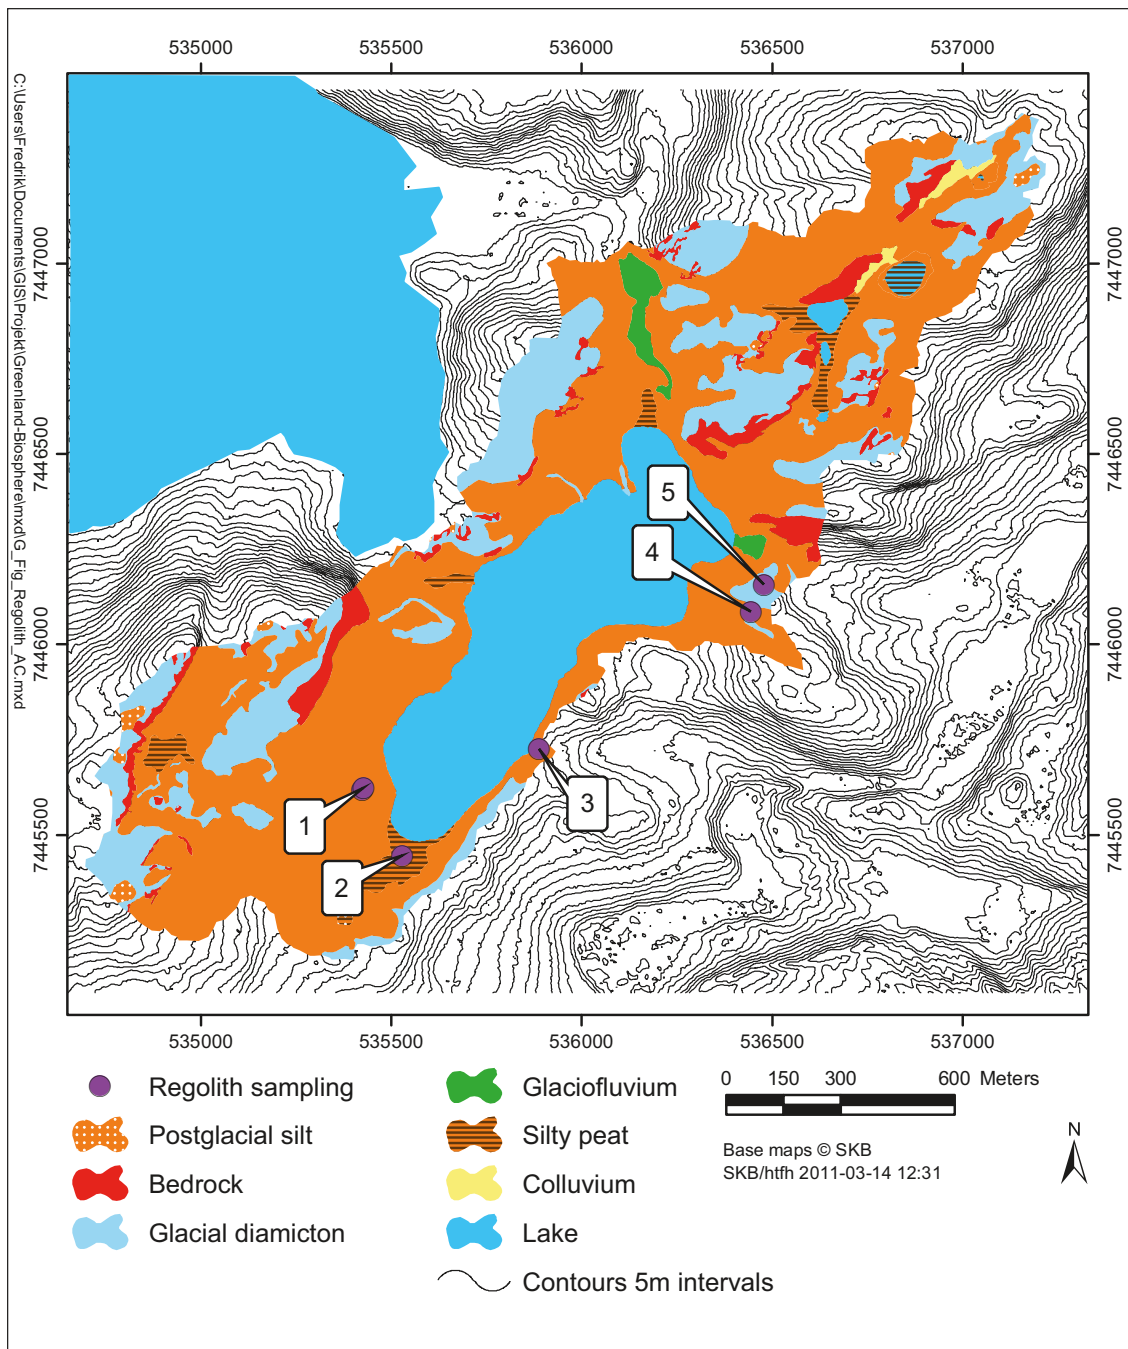 535000 535500 536000 536500 537000
C:\Users\Fredrik\Documents\GIS\Projekt\Greenland-Biosphere\mxd\G_Fig_Regolith_AC.mxd
7447000 7447000
7446500 7446500
5
4
7446000 7446000
3
1
7445500 7445500
2
535000 535500 536000 536500 537000
Regolith sampling
Postglacial silt
Bedrock
Glacial diamicton
Glaciofluvium
Silty peat
Colluvium
Lake
Contours 5m intervals
0 150 300 600 Meters
Base maps © SKB
SKB/htfh 2011-03-14 12:31
N